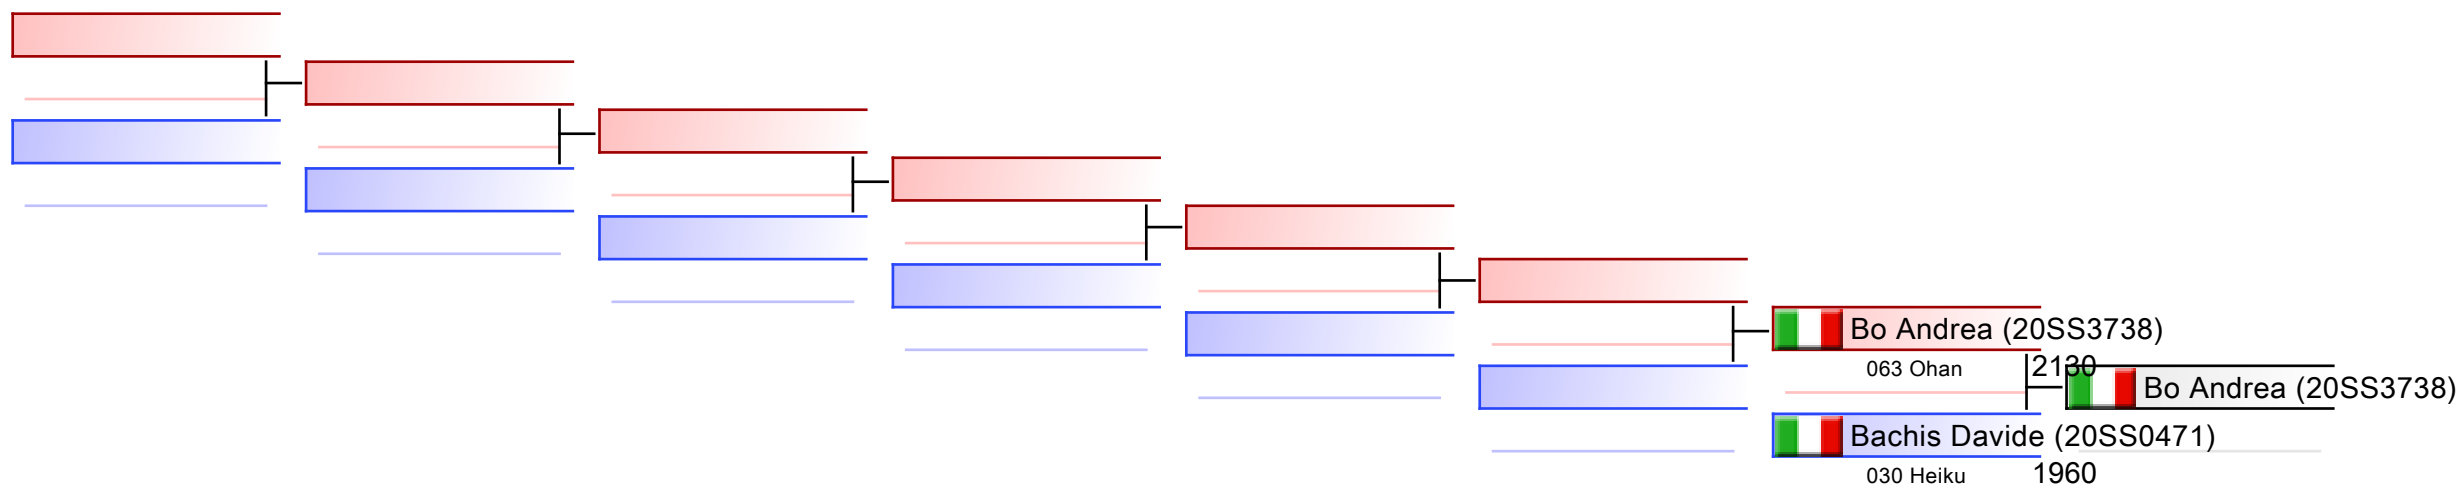 Bo Andrea (20SS3738)
063 Ohan 2130
Bo Andrea (20SS3738)
Bachis Davide (20SS0471)
030 Heiku 1960